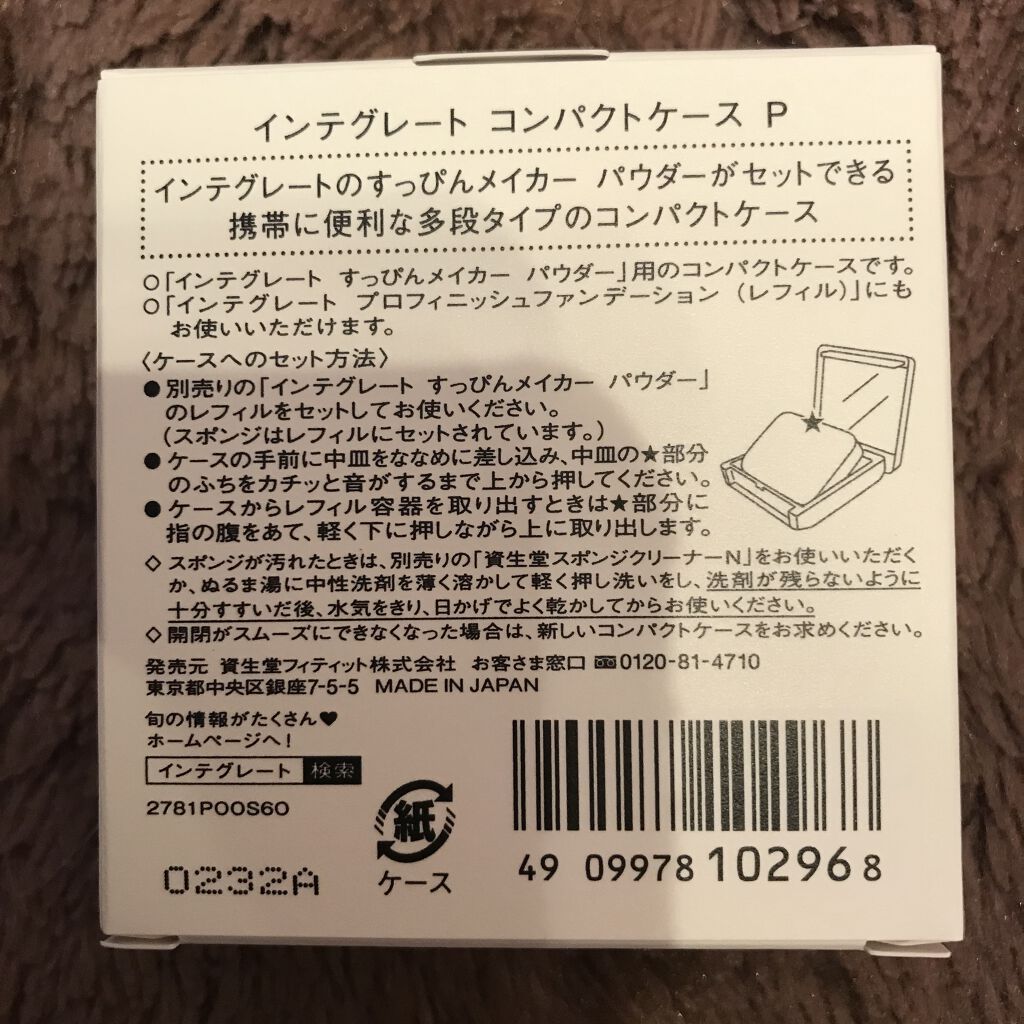 インテグレート コンパクトケース P
インテグレートのすっぴんメイカー パウダーがセットできる
携帯に便利な多段タイプのコンパクトケース
○「インテグレート すっぴんメイカー パウダー」用のコンパクトケースです。
○「インテグレート プロフィニッシュファンデーション (レフィル)」にも
お使いいただけます。
〈ケースへのセット方法〉
●別売りの「インテグレート すっぴんメイカー パウダー」
のレフィルをセットしてお使いください。
(スポンジはレフィルにセットされています。)
●ケースの手前に中皿をななめに差し込み、中皿の★部分
のふちをカチッと音がするまで上から押してください。
●ケースからレフィル容器を取り出すときは★部分に
指の腹をあて、軽く下に押しながら上に取り出します。
◇スポンジが汚れたときは、別売りの「資生堂スポンジクリーナーN」をお使いいただく
か、ぬるま湯に中性洗剤を薄く溶かして軽く押し洗いをし、洗剤が残らないように
十分すすいだ後、水気をきり、日かげでよく乾かしてからお使いください。
◇開閉がスムーズにできなくなった場合は、新しいコンパクトケースをお求めください。
発売元 資生堂フィティット株式会社 お客さま窓口 0120-81-4710
東京都中央区銀座7-5-5 MADE IN JAPAN
旬の情報がたくさん♥
ホームページへ!
インテグレート 検索
2781P00S60
0232A
紙
ケース
49 09978 102968